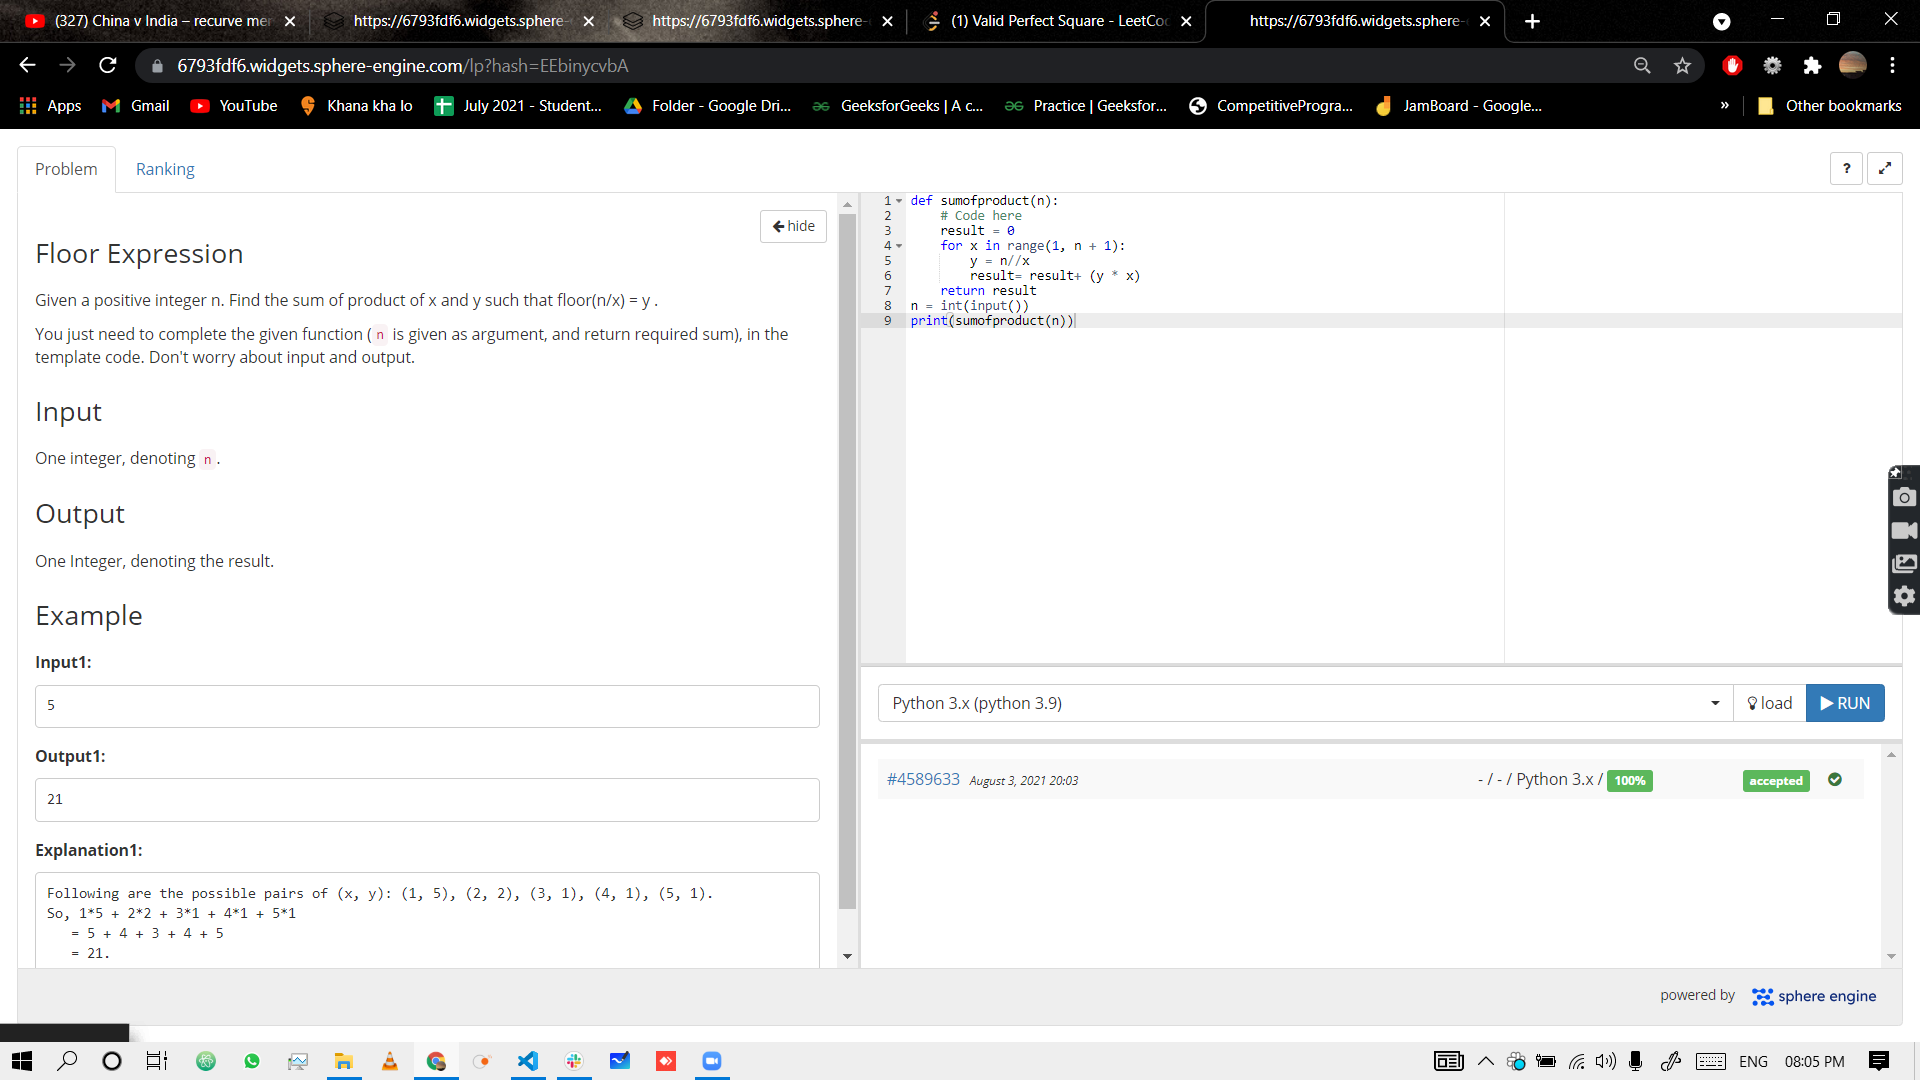 (327) China v India – recurve mer
https://6793fdf6.widgets.sphere-
https://6793fdf6.widgets.sphere-
(1) Valid Perfect Square - LeetCo
https://6793fdf6.widgets.sphere-
6793fdf6.widgets.sphere-engine.com/lp?hash=EEbinycvbA
Apps
Gmail
YouTube
Khana kha lo
July 2021 - Student...
Folder - Google Dri...
GeeksforGeeks | A c...
Practice | Geeksfor...
CompetitiveProgra...
JamBoard - Google...
»
Other bookmarks
Problem
Ranking
?
hide
Floor Expression
Given a positive integer n. Find the sum of product of x and y such that floor(n/x) = y .
You just need to complete the given function ( n is given as argument, and return required sum), in the
template code. Don't worry about input and output.
Input
One integer, denoting n .
Output
One Integer, denoting the result.
Example
Input1:
5
Output1:
21
Explanation1:
Following are the possible pairs of (x, y): (1, 5), (2, 2), (3, 1), (4, 1), (5, 1).
So, 1*5 + 2*2 + 3*1 + 4*1 + 5*1
= 5 + 4 + 3 + 4 + 5
= 21.
1 def sumofproduct(n):
2 # Code here
3 result = 0
4 for x in range(1, n + 1):
5 y = n//x
6 result= result+ (y * x)
7 return result
8 n = int(input())
9 print(sumofproduct(n))
Python 3.x (python 3.9)
load
RUN
#4589633 August 3, 2021 20:03
- / - / Python 3.x / 100%
accepted
powered by sphere engine
ENG
08:05 PM